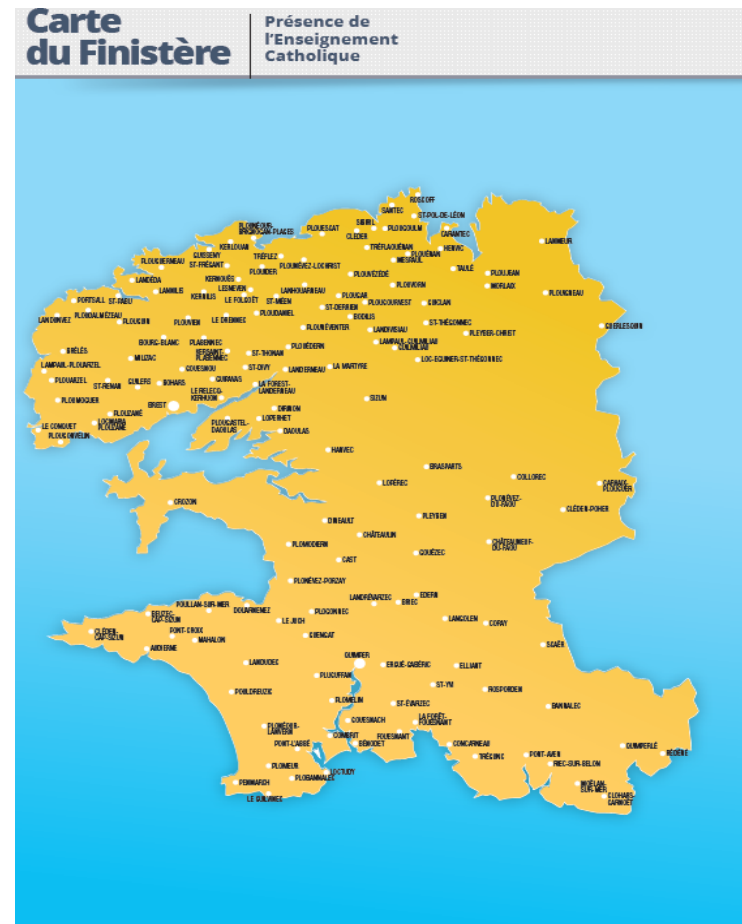 Carte
du Finistère
Présence de
l'Enseignement
Catholique
ROSCOFF
SANTEC
ST-POL-DE-LÉON
SIBIRIL
PLOUESCAT
CLEDER
PLOUGOULM
CARANTEC
PLOUNÉOUR-
BRIGNOGAN-PLAGES
KERLOUAN
GUISSENY
TRÉFLAOUÉNAN
PLOUÉNAN
HENVIC
LANMEUR
PLOUGUERNEAU
ST-FRÉGANT
TRÉFLEZ
PLOUIDER
PLOUNÉVEZ-LOCHRIST
MESPAUL
TAULÉ
PLOUJEAN
LANDÉDA
KERNOUËS
PLOUVÉZÉDÉ
LANNILIS
KERNILIS
LESNEVEN
LANHOUARNEAU
PLOUVORN
MORLAIX
PLOUIGNEAU
PORTSALL
ST-PABU
LE FOLGOËT
ST-MÉEN
PLOUGAR
PLOUGOURVEST
GUICLAN
ST-DERRIEN
LANDUNVEZ
PLOUDALMÉZEAU
PLOUGUIN
PLOUVIEN
LE DRENNEC
PLOUDANIEL
BODILIS
ST-THÉGONNEC
GUERLESQUIN
PLOUNÉVENTER
LANDIVISIAU
PLEYBER-CHRIST
BOURG-BLANC
PLABENNEC
LAMPAUL-GUIMILIAU
GUIMILIAU
BRÉLÈS
MILIZAC
KERSAINT-
PLABENNEC
ST-THONAN
PLOUÉDERN
LOC-EGUINER-ST-THÉGONNEC
LAMPAUL-PLOUARZEL
GOUESNOU
ST-DIVY
LANDERNEAU
LA MARTYRE
PLOUARZEL
ST-RENAN
GUILERS
BOHARS
GUIPAVAS
LA FOREST-
LANDERNEAU
LE RELECQ-
KERHUON
PLOUMOGUER
BREST
SIZUN
PLOUZANÉ
DIRINON
LOCMARIA
PLOUZANÉ
PLOUGASTEL-
DAOULAS
LOPERHET
LE CONQUET
PLOUGONVELIN
DAOULAS
HANVEC
BRASPARTS
COLLOREC
LOPÉREC
CARHAIX-
PLOUGUER
CROZON
PLONÉVEZ-
DU-FAOU
CLÉDEN-POHER
DINEAULT
PLEYBEN
CHÂTEAULIN
PLOMODIERN
CHÂTEAUNEUF-
DU-FAOU
GOUÉZEC
CAST
PLONÉVEZ-PORZAY
EDERN
LANDRÉVARZEC
BRIEC
POULLAN-SUR-MER
DOUARNENEZ
BEUZEC-
CAP-SIZUN
PLOGONNEC
LE JUCH
LANGOLEN
CORAY
CLÉDEN-
CAP-SIZUN
PONT-CROIX
GUENGAT
MAHALON
AUDIERNE
SCAËR
QUIMPER
LANDUDEC
ERGUÉ-GABÉRIC
ELLIANT
PLUGUFFAN
ST-YVI
POULDREUZIC
ROSPORDEN
PLOMELIN
ST-ÉVARZEC
BANNALEC
GOUESNACH
LA FORÊT-
FOUESNANT
PLONÉOUR-
LANVERN
COMBRIT
FOUESNANT
PONT-L'ABBÉ
BÉNODET
CONCARNEAU
QUIMPERLÉ
TRÉGUNC
PONT-AVEN
RÉDÉNÉ
RIEC-SUR-BELON
PLOMEUR
LOCTUDY
PENMARCH
PLOBANNALEC
MOËLAN-
SUR-MER
LE GUILVINEC
CLOHARS-
CARNOËT